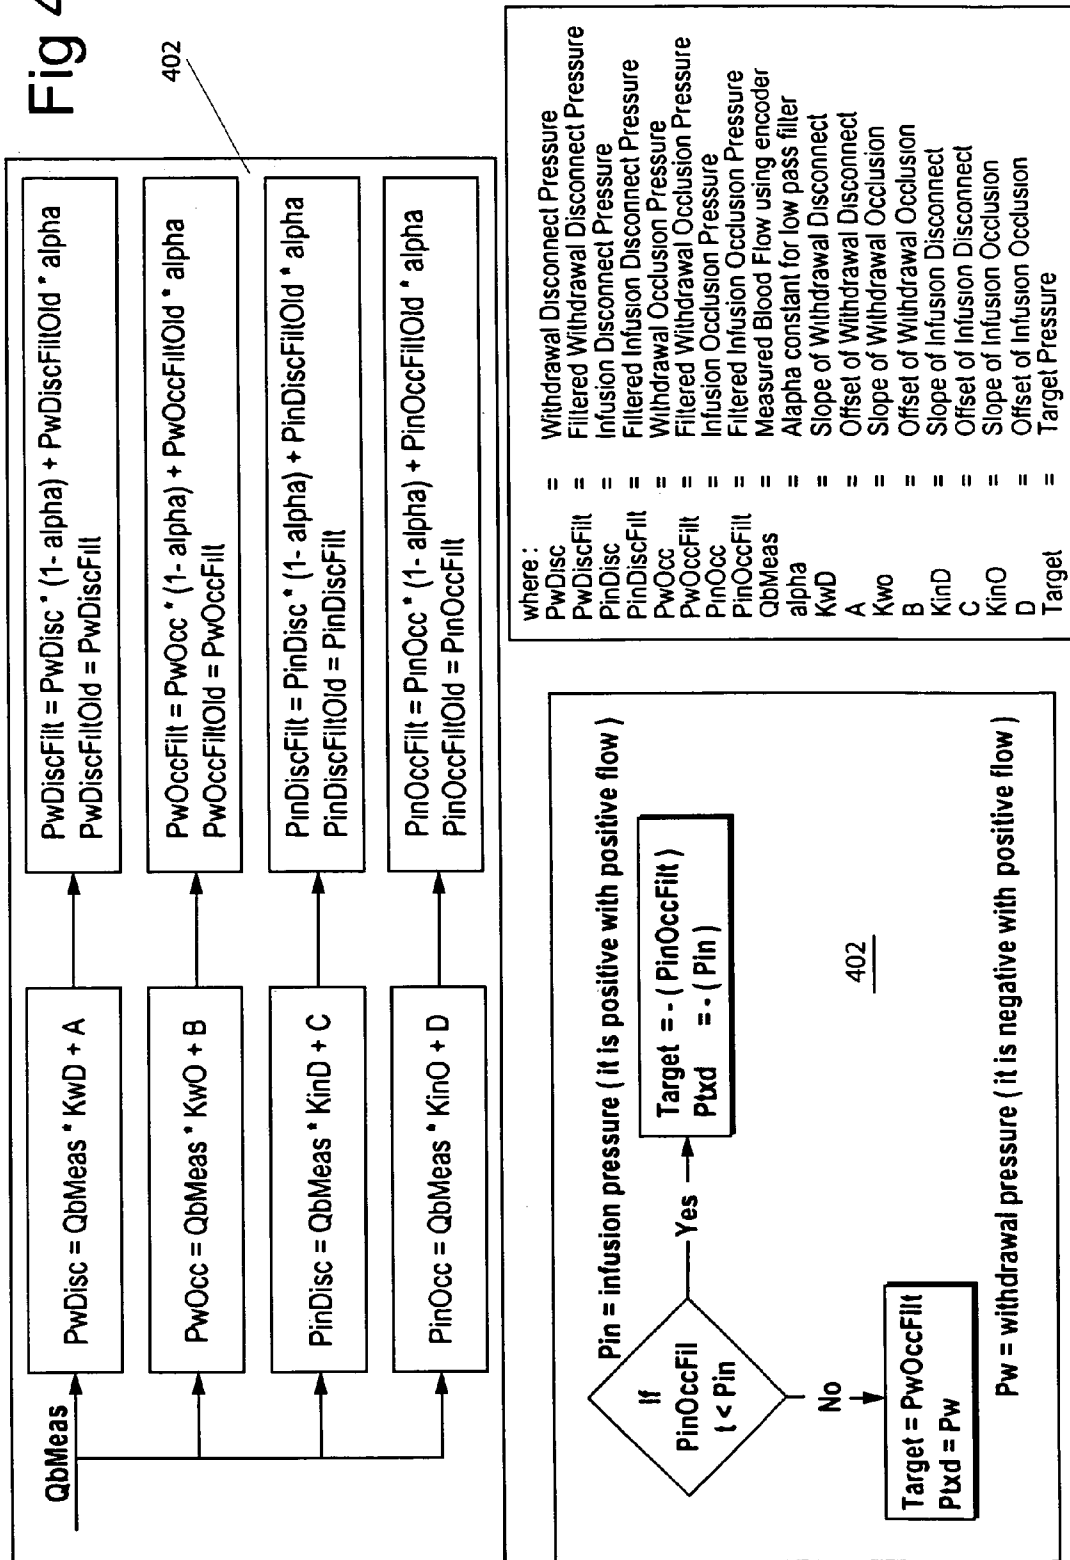 Fig 4
402
QbMeas
PwDisc = QbMeas * KwD + A
PwDiscFilt = PwDisc * (1- alpha) + PwDiscFiltOld * alpha
PwDiscFiltOld = PwDiscFilt
PwOcc = QbMeas * KwO + B
PwOccFilt = PwOcc * (1- alpha) + PwOccFiltOld * alpha
PwOccFiltOld = PwOccFilt
PinDisc = QbMeas * KinD + C
PinDiscFilt = PinDisc * (1- alpha) + PinDiscFiltOld * alpha
PinDiscFiltOld = PinDiscFilt
PinOcc = QbMeas * KinO + D
PinOccFilt = PinOcc * (1- alpha) + PinOccFiltOld * alpha
PinOccFiltOld = PinOccFilt
Pin = infusion pressure ( it is positive with positive flow )
If
PinOccFil
t < Pin
Yes
Target = - ( PinOccFilt )
Ptxd = - ( Pin )
No
Target = PwOccFilt
Ptxd = Pw
402
Pw = withdrawal pressure ( it is negative with positive flow )
where :
PwDisc = Withdrawal Disconnect Pressure
PwDiscFilt = Filtered Withdrawal Disconnect Pressure
PinDisc = Infusion Disconnect Pressure
PinDiscFilt = Filtered Infusion Disconnect Pressure
PwOcc = Withdrawal Occlusion Pressure
PwOccFilt = Filtered Withdrawal Occlusion Pressure
PinOcc = Infusion Occlusion Pressure
PinOccFilt = Filtered Infusion Occlusion Pressure
QbMeas = Measured Blood Flow using encoder
alpha = Alapha constant for low pass filter
KwD = Slope of Withdrawal Disconnect
A = Offset of Withdrawal Disconnect
Kwo = Slope of Withdrawal Occlusion
B = Offset of Withdrawal Occlusion
KinD = Slope of Infusion Disconnect
C = Offset of Infusion Disconnect
KinO = Slope of Infusion Occlusion
D = Offset of Infusion Occlusion
Target = Target Pressure